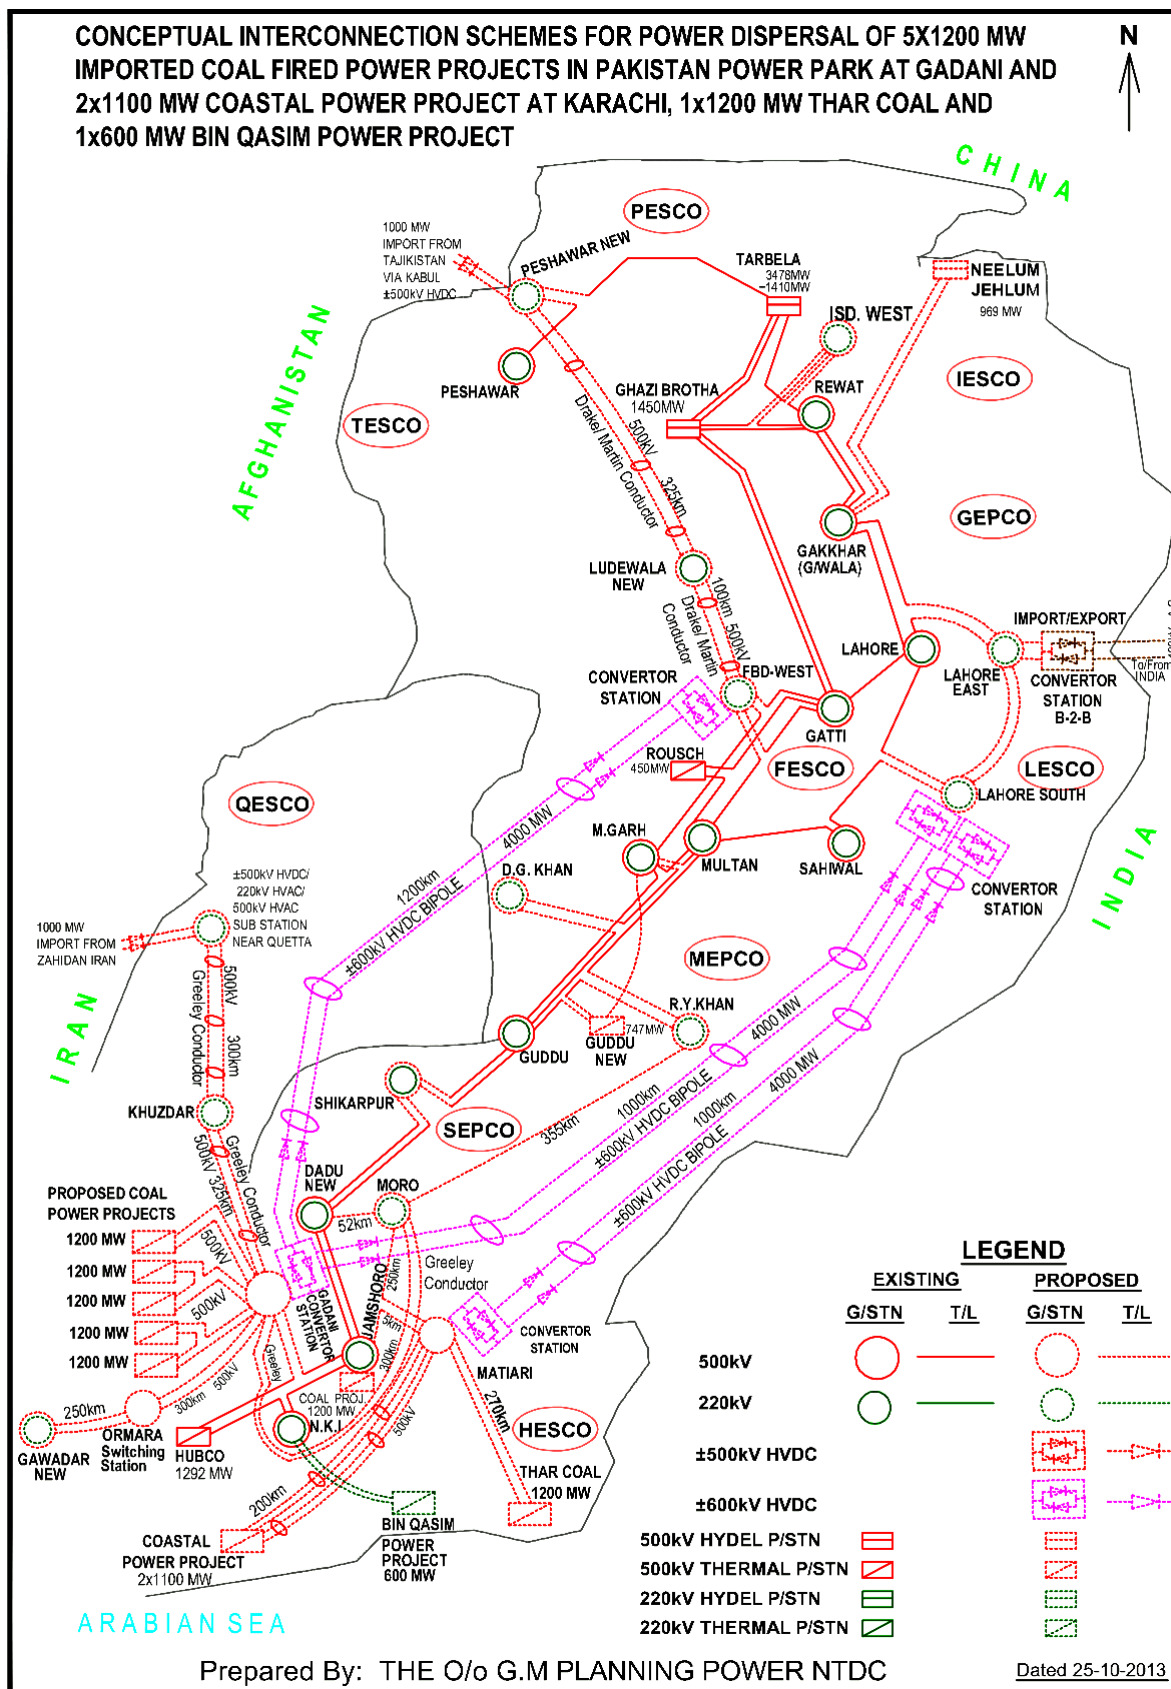 CONCEPTUAL INTERCONNECTION SCHEMES FOR POWER DISPERSAL OF 5X1200 MW
IMPORTED COAL FIRED POWER PROJECTS IN PAKISTAN POWER PARK AT GADANI AND
2x1100 MW COASTAL POWER PROJECT AT KARACHI, 1x1200 MW THAR COAL AND
1x600 MW BIN QASIM POWER PROJECT
N
CHINA
PESCO
1000 MW
IMPORT FROM
TAJIKISTAN
VIA KABUL
±500kV HVDC
PESHAWAR NEW
TARBELA
3478MW
–1410MW
NEELUM
JEHLUM
969 MW
ISD. WEST
AFGHANISTAN
PESHAWAR
GHAZI BROTHA
1450MW
REWAT
IESCO
TESCO
Drake/ Martin Conductor
500kV
325km
GEPCO
GAKKHAR
(G/WALA)
LUDEWALA
NEW
100km
500kV
Drake/ Martin
Conductor
IMPORT/EXPORT
LAHORE
LAHORE
EAST
To/From
INDIA
CONVERTOR
STATION
B-2-B
CONVERTOR
STATION
FBD-WEST
GATTI
ROUSCH
450MW
FESCO
LESCO
LAHORE SOUTH
QESCO
4000 MW
1200km
±600kV HVDC BIPOLE
M.GARH
MULTAN
SAHIWAL
D.G. KHAN
CONVERTOR
STATION
INDIA
±500kV HVDC/
220kV HVAC/
500kV HVAC
SUB STATION
NEAR QUETTA
1000 MW
IMPORT FROM
ZAHIDAN IRAN
MEPCO
IRAN
500kV
Greeley Conductor
300km
R.Y.KHAN
GUDDU
GUDDU
NEW
747MW
4000 MW
1000km
±600kV HVDC BIPOLE
4000 MW
1000km
±600kV HVDC BIPOLE
SHIKARPUR
KHUZDAR
SEPCO
355km
500kV 325km
Greeley Conductor
DADU
NEW
MORO
52km
PROPOSED COAL
POWER PROJECTS
1200 MW
1200 MW
1200 MW
1200 MW
1200 MW
500kV
500kV
500kV
300km
GADANI
CONVERTOR
STATION
JAMSHORO
250km
Greeley
Conductor
5km
300km
Greeley
CONVERTOR
STATION
MATIARI
270km
250km
GAWADAR
NEW
ORMARA
Switching
Station
HUBCO
1292 MW
COAL PROJ.
1200 MW
N.K.I.
500kV
HESCO
THAR COAL
1200 MW
200km
COASTAL
POWER PROJECT
2x1100 MW
BIN QASIM
POWER
PROJECT
600 MW
ARABIAN SEA
LEGEND
EXISTING PROPOSED
G/STN T/L G/STN T/L
500kV
220kV
±500kV HVDC
±600kV HVDC
500kV HYDEL P/STN
500kV THERMAL P/STN
220kV HYDEL P/STN
220kV THERMAL P/STN
Prepared By: THE O/o G.M PLANNING POWER NTDC
Dated 25-10-2013